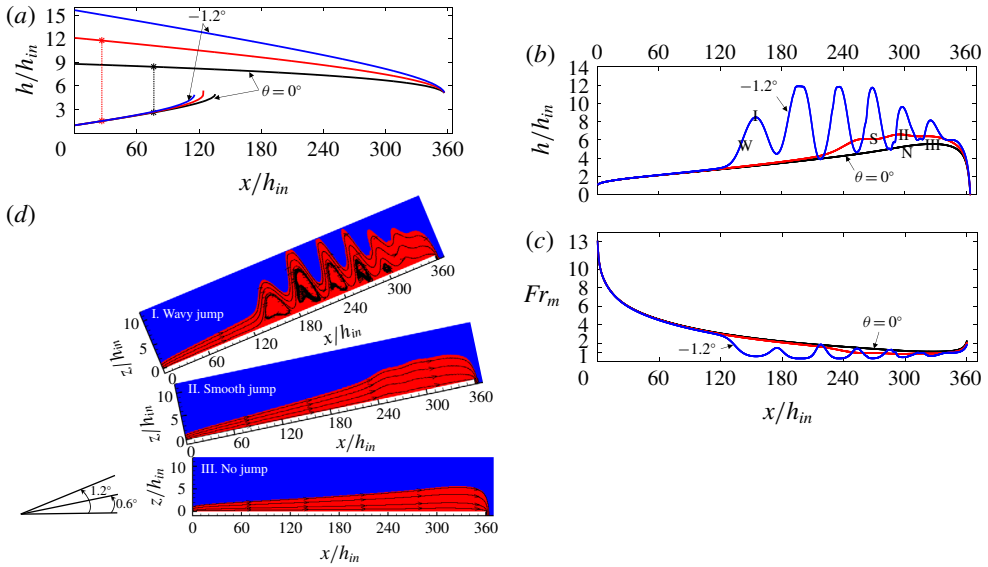 (a)
15
12
9
6
3
h/h_in
−1.2°
θ = 0°
0 60 120 180 240 300 360
x/h_in
(b)
0 60 120 180 240 300 360
14
12
10
8
6
4
2
0
h/h_in
−1.2°
I
W
S
II
N
III
θ = 0°
(c)
13
10
8
6
4
2
1
Fr_m
θ = 0°
−1.2°
0 60 120 180 240 300 360
x/h_in
(d)
I. Wavy jump
10
5
0
z/h_in
0 60 120 180 240 300 360
x/h_in
II. Smooth jump
10
5
0
z/h_in
0 60 120 180 240 300 360
x/h_in
III. No jump
10
5
0
z/h_in
0 60 120 180 240 300 360
x/h_in
1.2°
0.6°